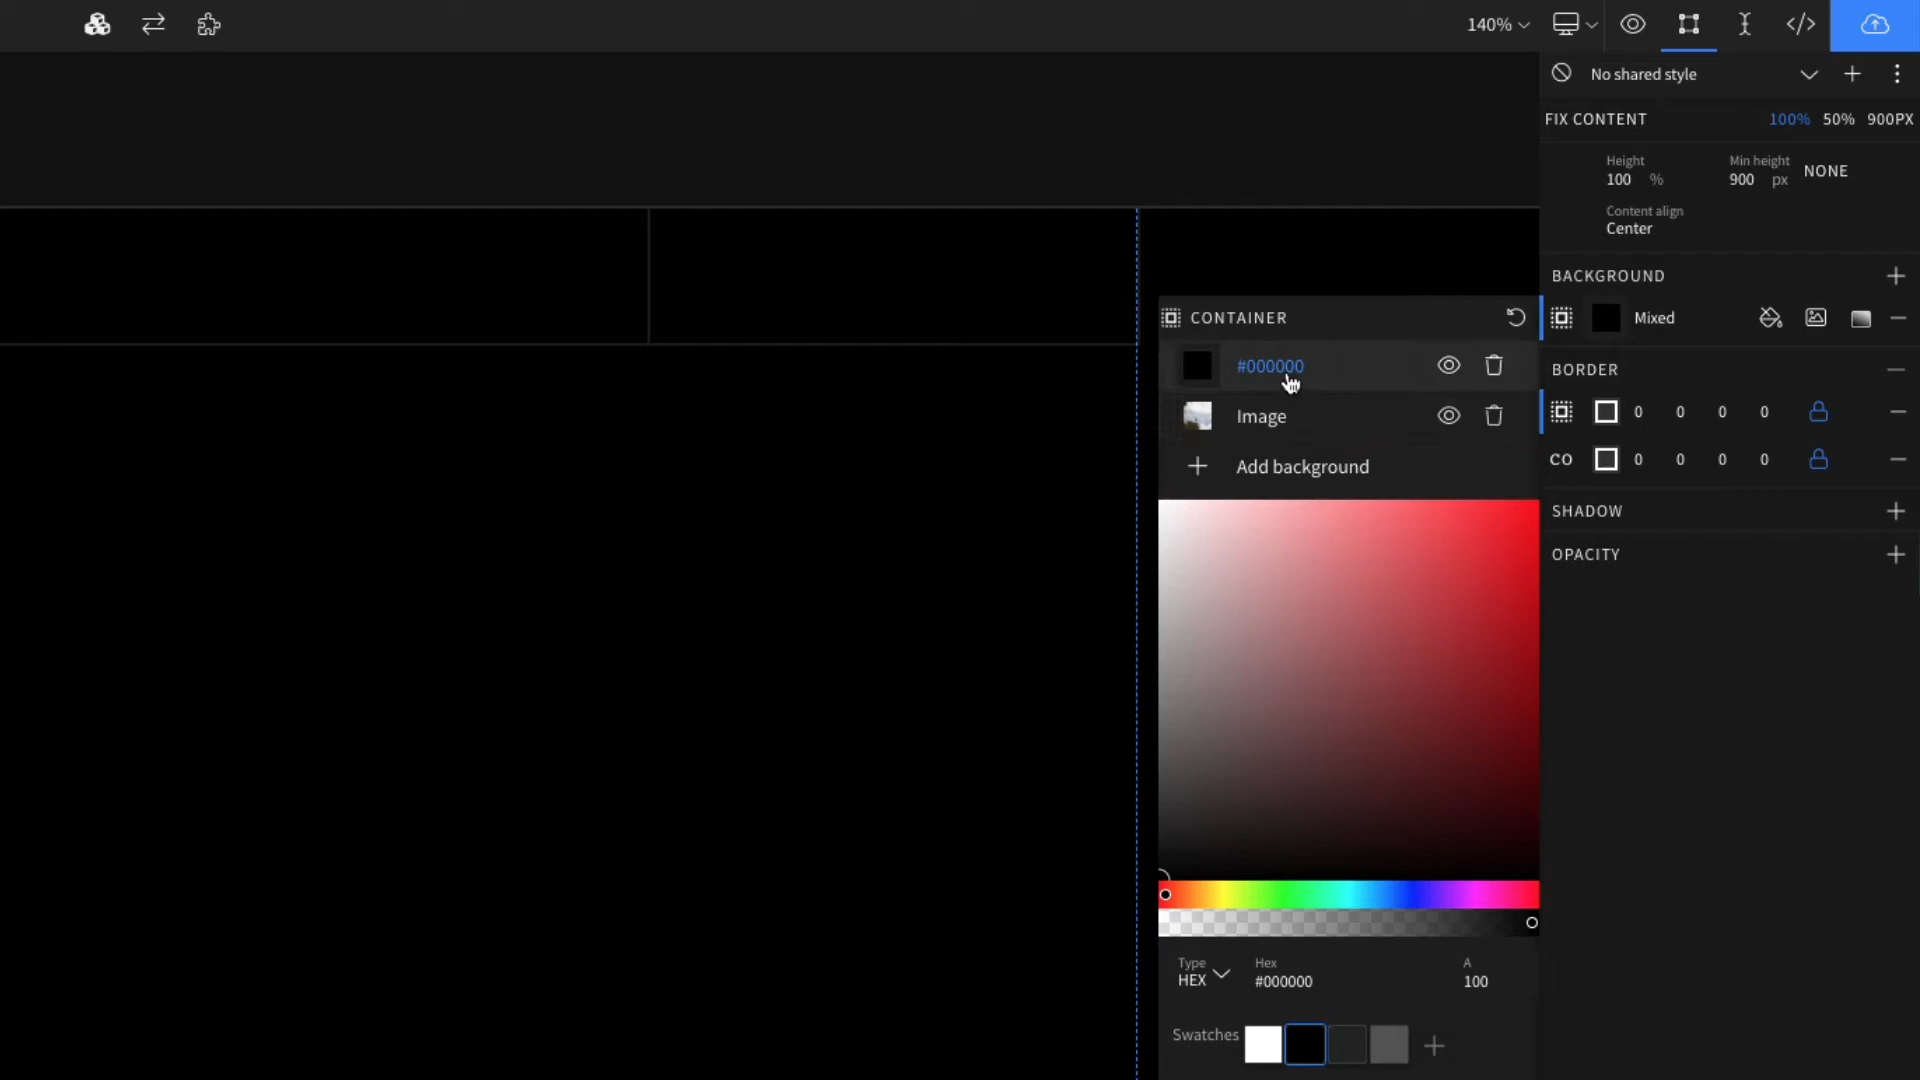 140%
No shared style
FIX CONTENT 100% 50% 900PX
Height
100 %
Min height
900 px
NONE
Content align
Center
BACKGROUND
Mixed
BORDER
0 0 0 0
CO 0 0 0 0
SHADOW
OPACITY
CONTAINER
#000000
Image
Add background
Type
HEX
Hex
#000000
A
100
Swatches